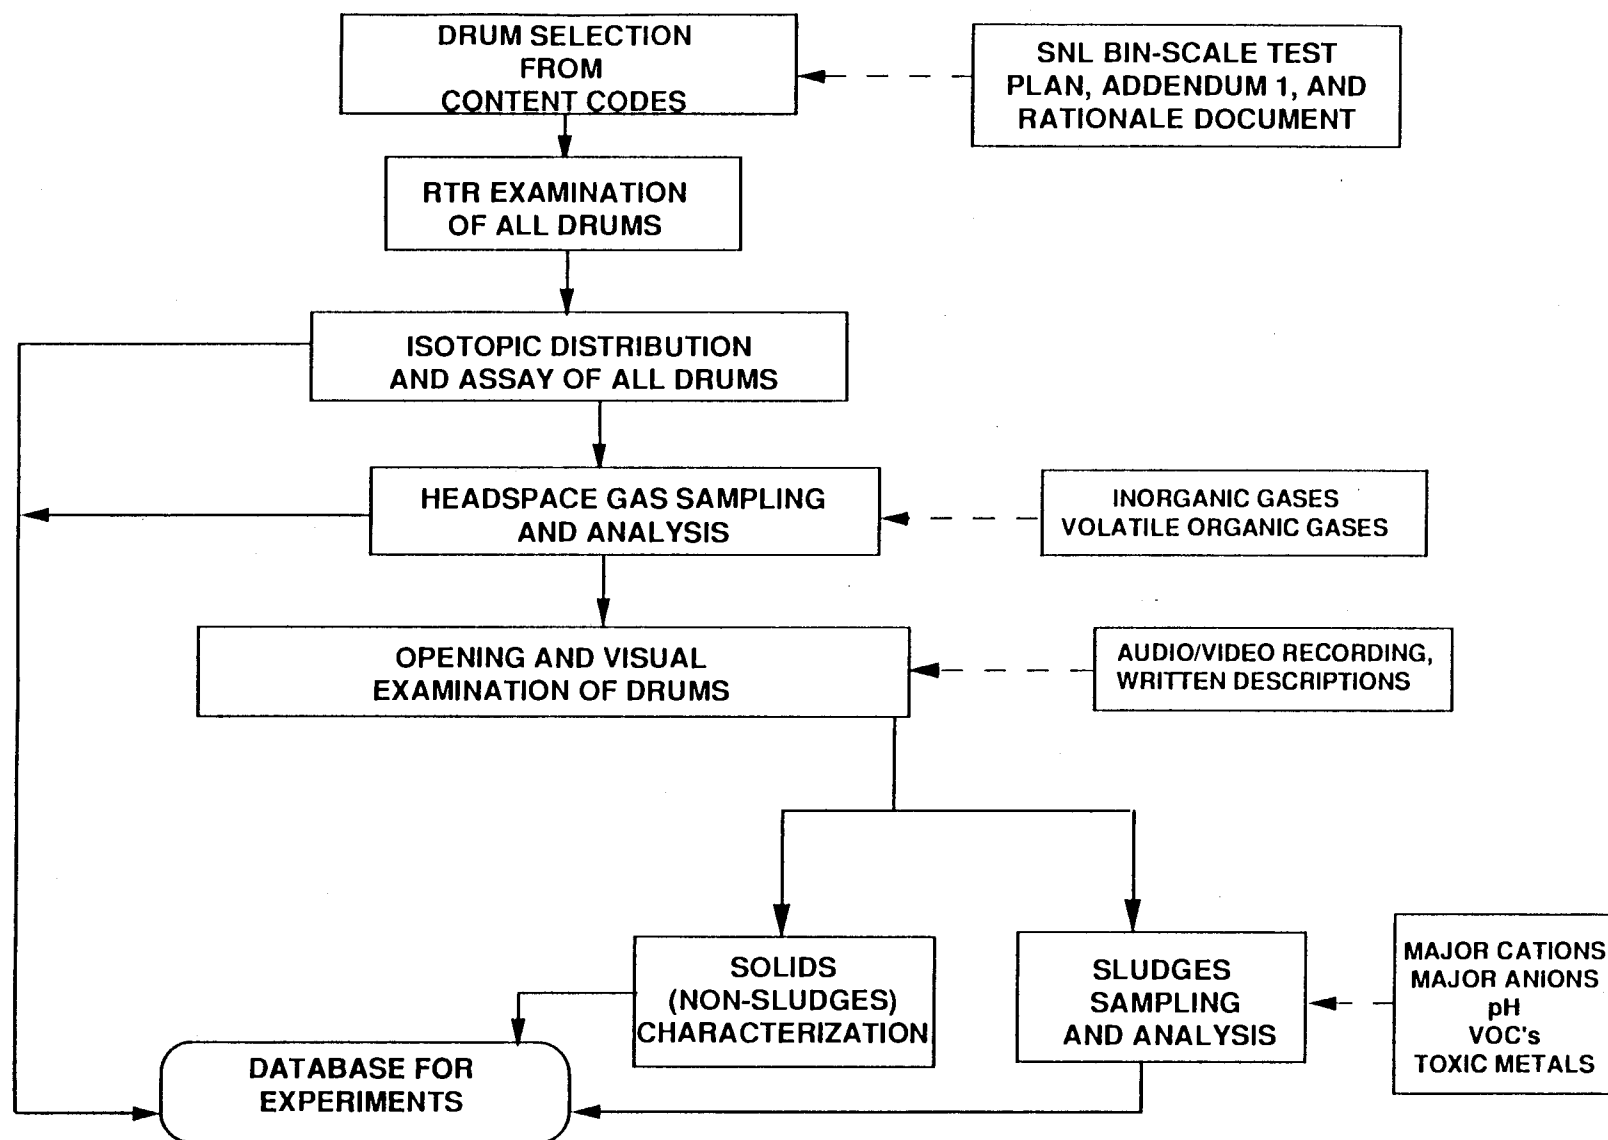 DRUM SELECTION
FROM
CONTENT CODES
SNL BIN-SCALE TEST
PLAN, ADDENDUM 1, AND
RATIONALE DOCUMENT
RTR EXAMINATION
OF ALL DRUMS
ISOTOPIC DISTRIBUTION
AND ASSAY OF ALL DRUMS
HEADSPACE GAS SAMPLING
AND ANALYSIS
INORGANIC GASES
VOLATILE ORGANIC GASES
OPENING AND VISUAL
EXAMINATION OF DRUMS
AUDIO/VIDEO RECORDING,
WRITTEN DESCRIPTIONS
SOLIDS
(NON-SLUDGES)
CHARACTERIZATION
SLUDGES
SAMPLING
AND ANALYSIS
MAJOR CATIONS
MAJOR ANIONS
pH
VOC's
TOXIC METALS
DATABASE FOR
EXPERIMENTS